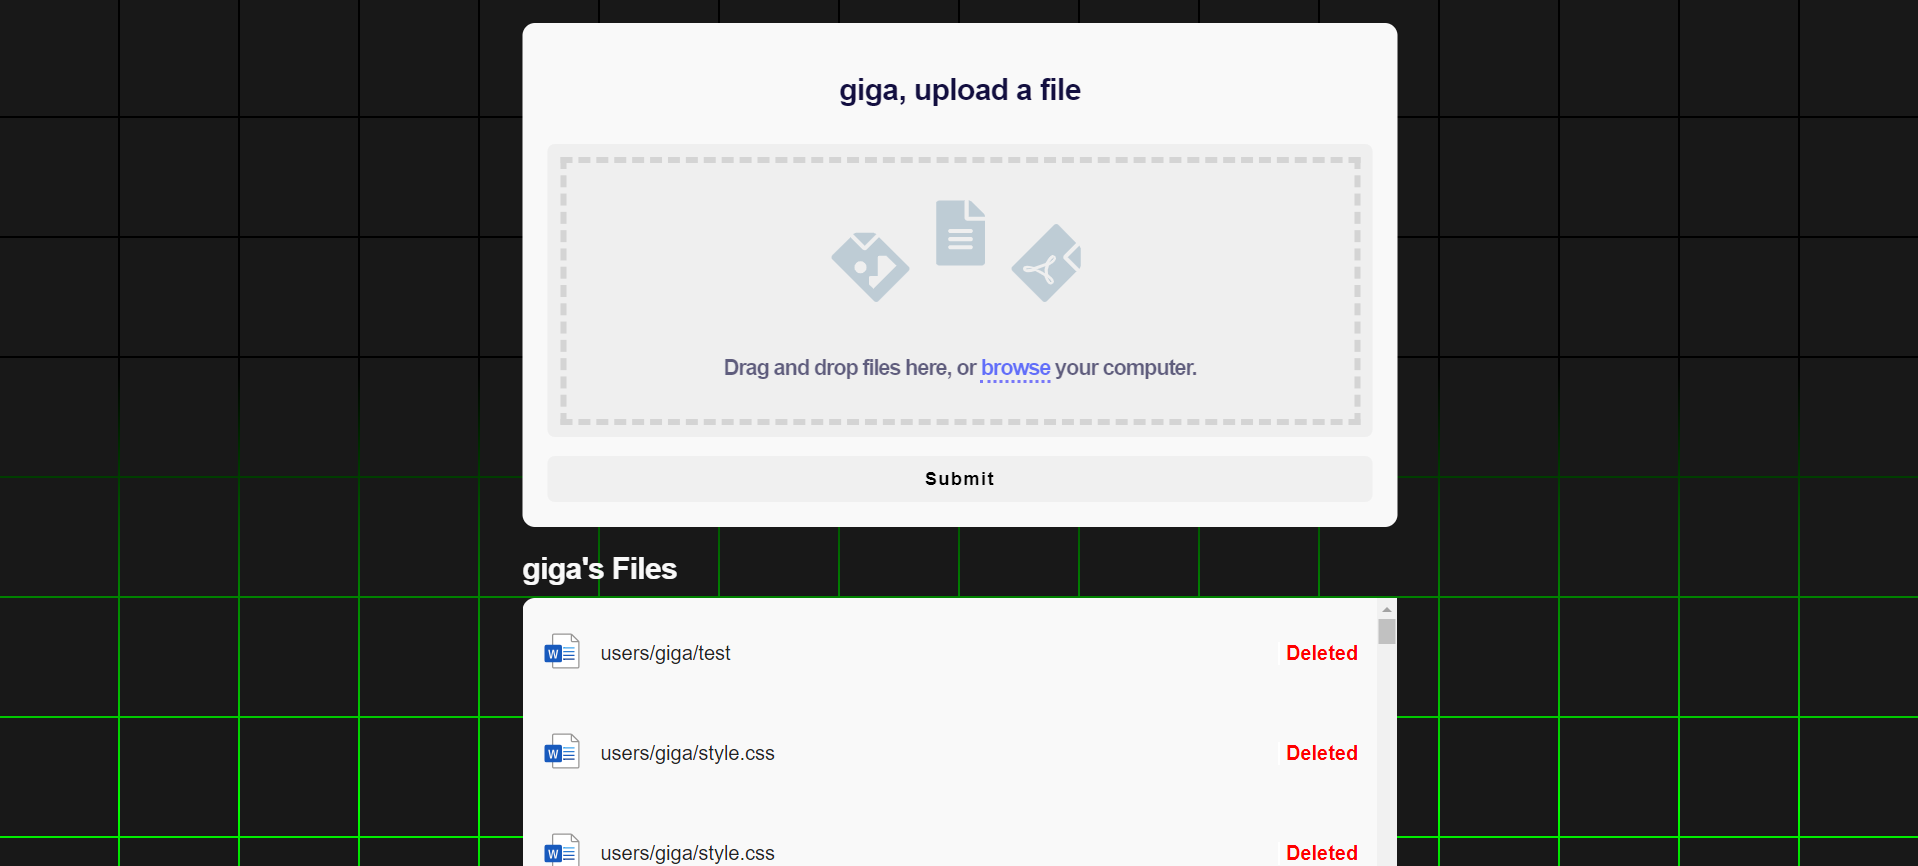 giga, upload a file
Drag and drop files here, or browse your computer.
Submit
giga's Files
W users/giga/test Deleted
W users/giga/style.css Deleted
W users/giga/style.css Deleted